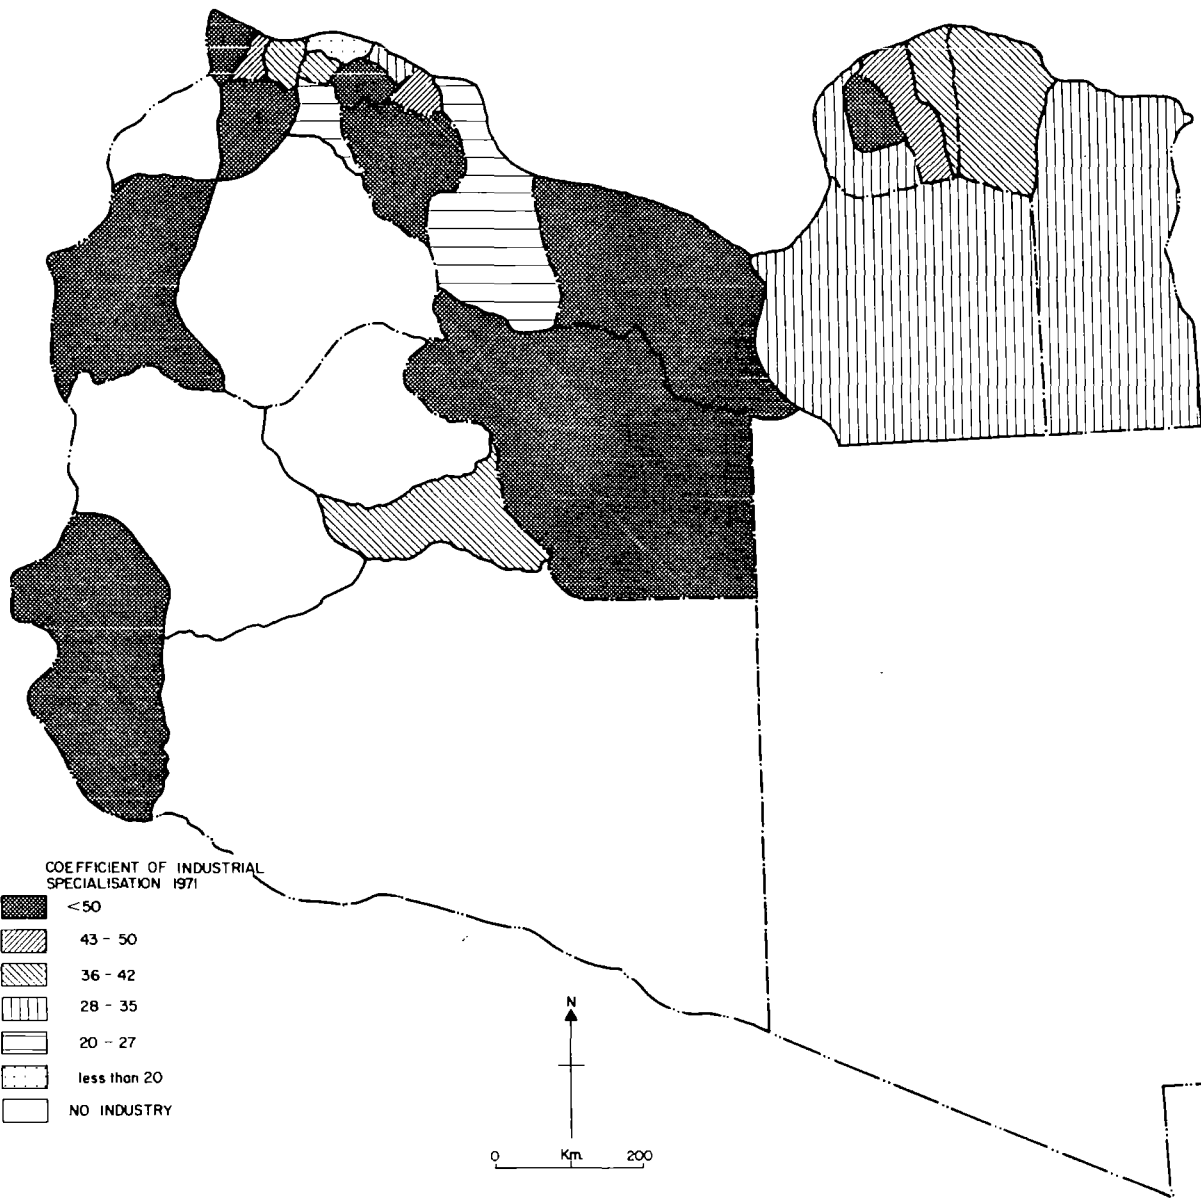 COEFFICIENT OF INDUSTRIAL
SPECIALISATION 1971
<50
43 - 50
36 - 42
28 - 35
20 - 27
less than 20
NO INDUSTRY
N
0 Km. 200